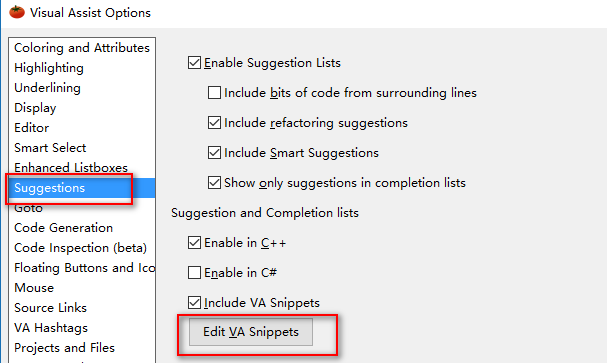 Visual Assist Options
Coloring and Attributes
Highlighting
Underlining
Display
Editor
Smart Select
Enhanced Listboxes
Suggestions
Goto
Code Generation
Code Inspection (beta)
Floating Buttons and Ico
Mouse
Source Links
VA Hashtags
Projects and Files
Enable Suggestion Lists
Include bits of code from surrounding lines
Include refactoring suggestions
Include Smart Suggestions
Show only suggestions in completion lists
Suggestion and Completion lists
Enable in C++
Enable in C#
Include VA Snippets
Edit VA Snippets